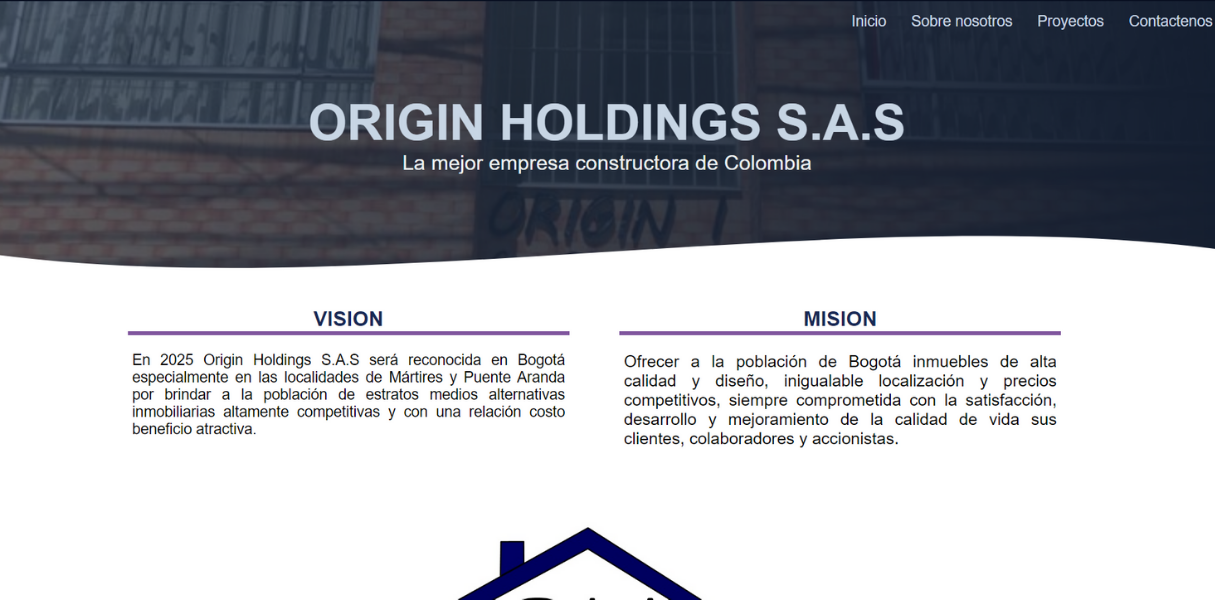 Inicio Sobre nosotros Proyectos Contactenos
ORIGIN HOLDINGS S.A.S
La mejor empresa constructora de Colombia
ORIGIN 1
VISION
En 2025 Origin Holdings S.A.S será reconocida en Bogotá
especialmente en las localidades de Mártires y Puente Aranda
por brindar a la población de estratos medios alternativas
inmobiliarias altamente competitivas y con una relación costo
beneficio atractiva.
MISION
Ofrecer a la población de Bogotá inmuebles de alta
calidad y diseño, inigualable localización y precios
competitivos, siempre comprometida con la satisfacción,
desarrollo y mejoramiento de la calidad de vida sus
clientes, colaboradores y accionistas.